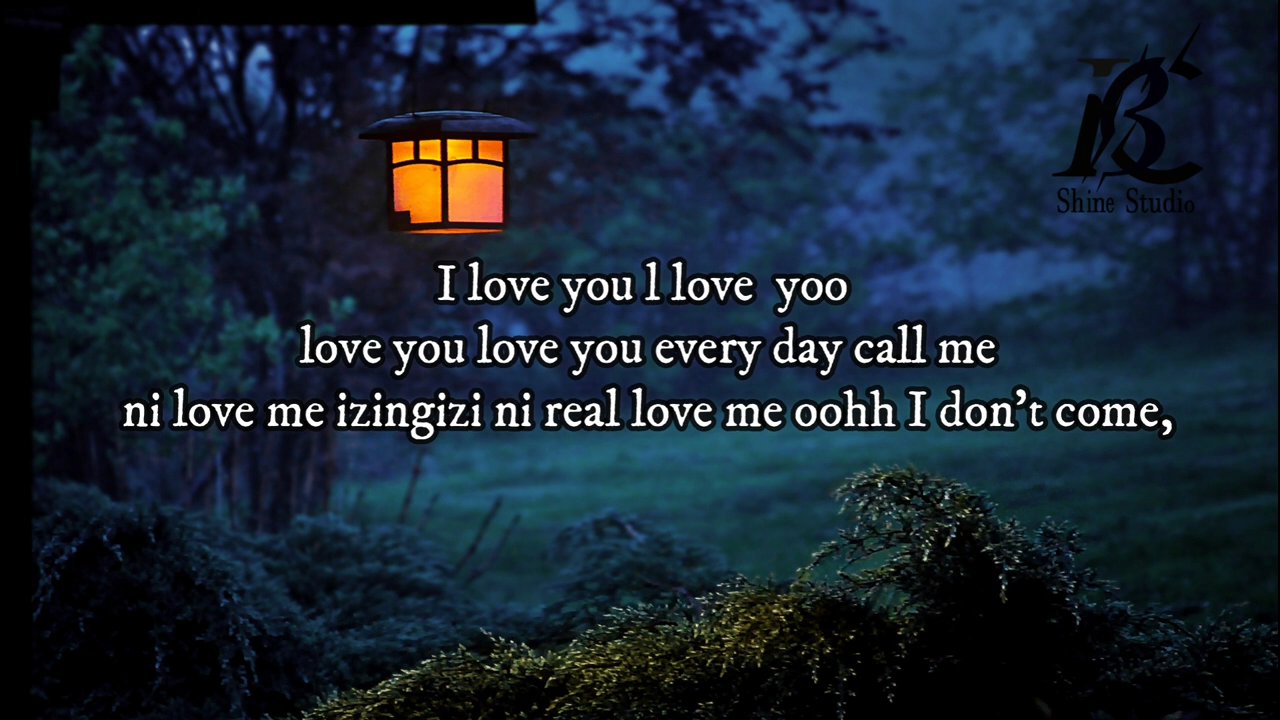 Shine Studio
I love you l love  yoo
love you love you every day call me
ni love me izingizi ni real love me oohh I don't come,